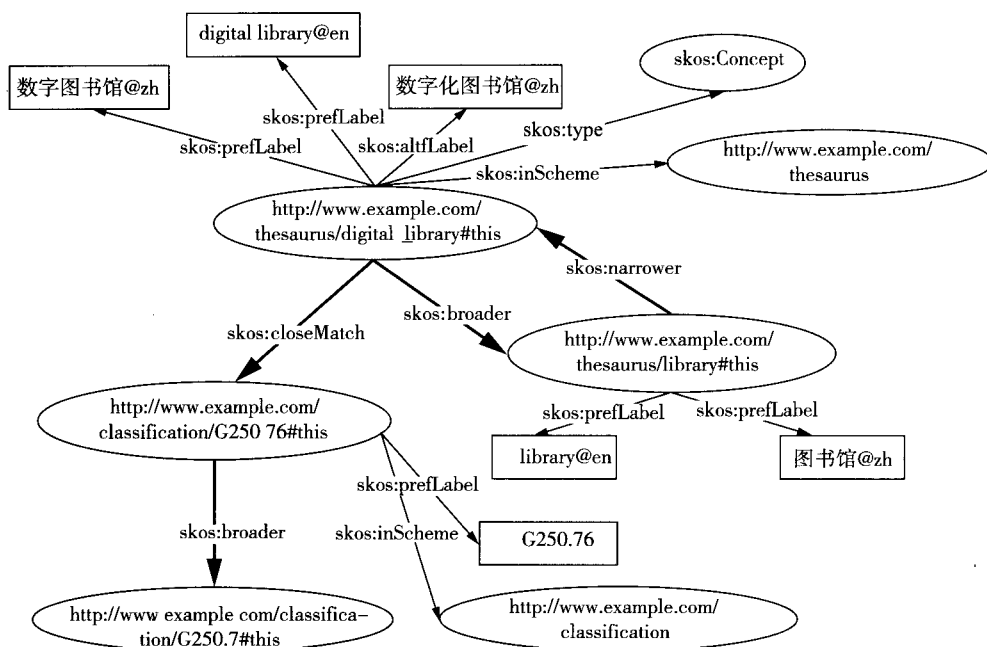 digital library@en
skos:Concept
数字图书馆@zh
数字化图书馆@zh
skos:prefLabel
skos:type
skos:prefLabel
skos:altfLabel
http://www.example.com/
thesaurus
skos:inScheme
http://www.example.com/
thesaurus/digital_library#this
skos:narrower
skos:broader
skos:closeMatch
http://www.example.com/
thesaurus/library#this
http://www.example.com/
classification/G250 76#this
skos:prefLabel
skos:prefLabel
library@en
图书馆@zh
skos:prefLabel
skos:broader
skos:inScheme
G250.76
http://www example com/classifica–
tion/G250.7#this
http://www.example.com/
classification